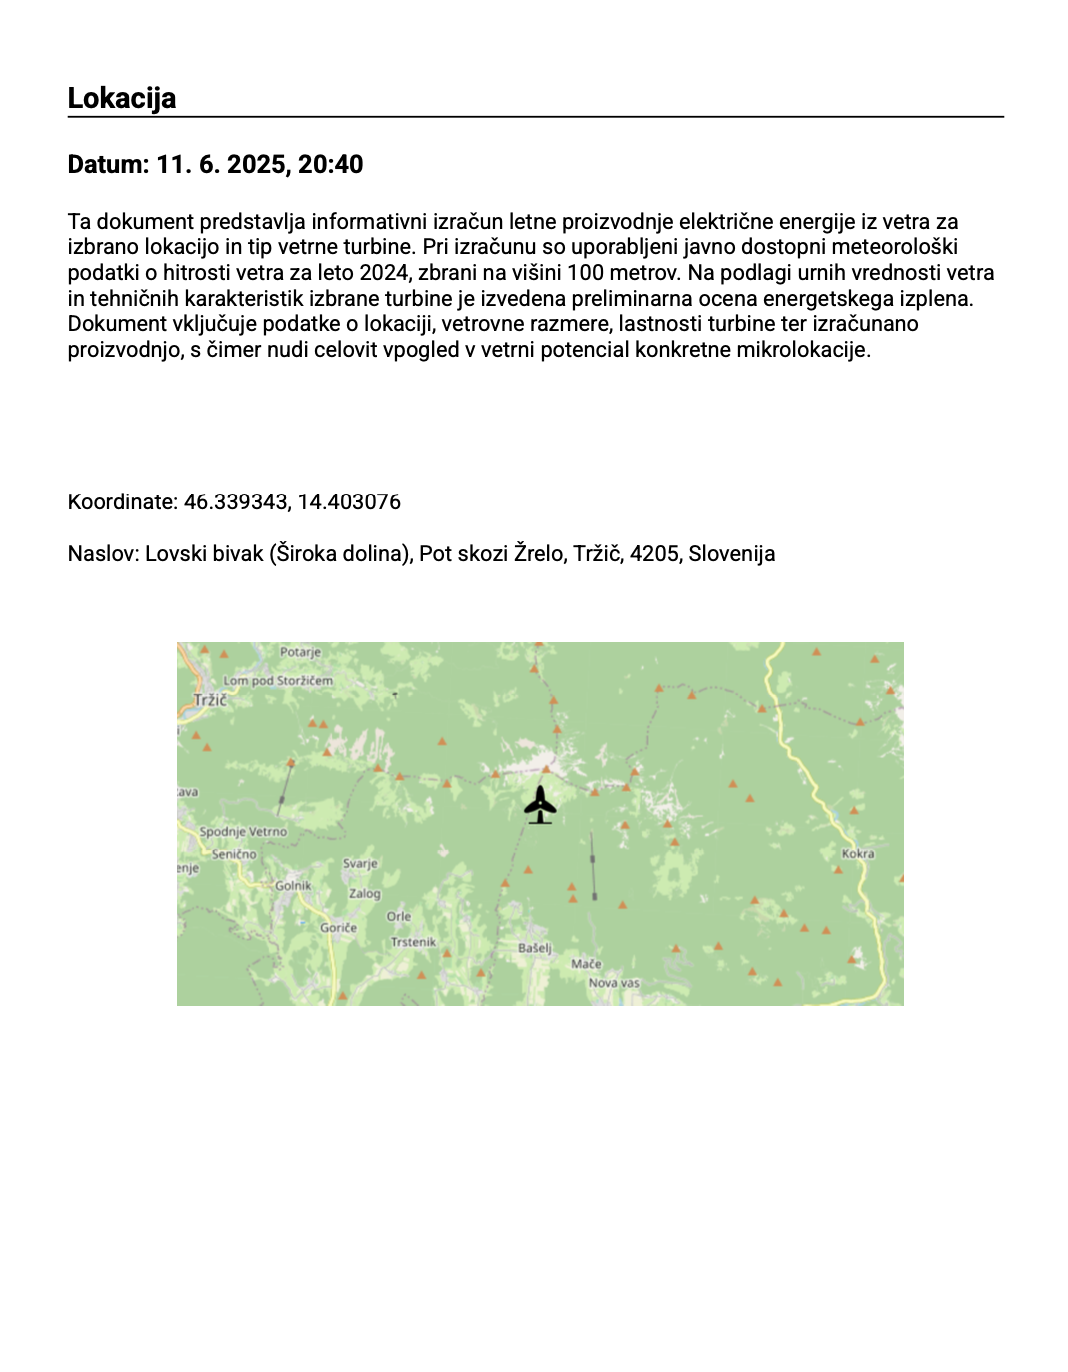 Lokacija
Datum: 11. 6. 2025, 20:40
Ta dokument predstavlja informativni izračun letne proizvodnje električne energije iz vetra za
izbrano lokacijo in tip vetrne turbine. Pri izračunu so uporabljeni javno dostopni meteorološki
podatki o hitrosti vetra za leto 2024, zbrani na višini 100 metrov. Na podlagi urnih vrednosti vetra
in tehničnih karakteristik izbrane turbine je izvedena preliminarna ocena energetskega izplena.
Dokument vključuje podatke o lokaciji, vetrovne razmere, lastnosti turbine ter izračunano
proizvodnjo, s čimer nudi celovit vpogled v vetrni potencial konkretne mikrolokacije.
Koordinate: 46.339343, 14.403076
Naslov: Lovski bivak (Široka dolina), Pot skozi Žrelo, Tržič, 4205, Slovenija
Potarje
Lom pod Storžičem
Tržič
ava
Spodnje Vetrno
Senično
enje
Golnik
Svarje
Zalog
Orle
Goriče
Trstenik
Bašelj
Mače
Nova vas
Kokra